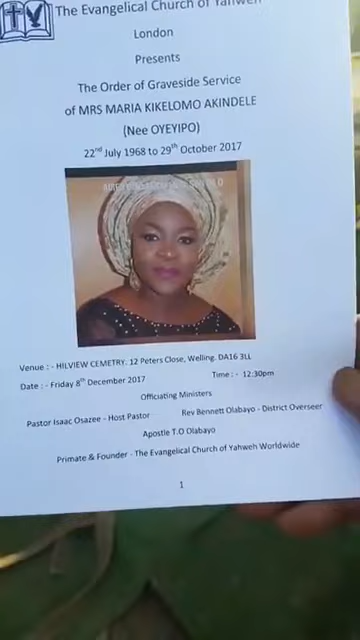 The Evangelical Church of Yahweh
London
Presents
The Order of Graveside Service
of MRS MARIA KIKELOMO AKINDELE
(Nee OYEYIPO)
22nd July 1968 to 29th October 2017
Venue : - HILVIEW CEMETRY. 12 Peters Close, Welling. DA16 3LL
Date : - Friday 8th December 2017 Time : - 12:30pm
Officiating Ministers
Pastor Isaac Osazee - Host Pastor Rev Bennett Olabayo - District Overseer
Apostle T.O Olabayo
Primate & Founder - The Evangelical Church of Yahweh Worldwide
1